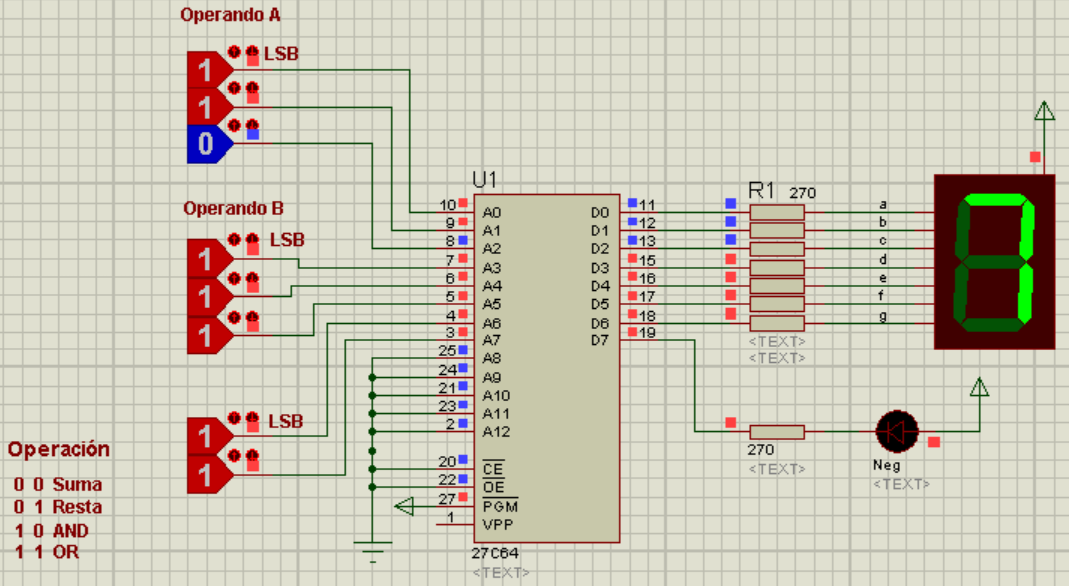 Operando A
LSB
1
1
0
Operando B
LSB
1
1
1
LSB
1
1
Operación
0 0 Suma
0 1 Resta
1 0 AND
1 1 OR
U1
10 A0 D0 11
9 A1 D1 12
8 A2 D2 13
7 A3 D3 15
6 A4 D4 16
5 A5 D5 17
4 A6 D6 18
3 A7 D7 19
25 A8
24 A9
21 A10
23 A11
2 A12
20 CE
22 OE
27 PGM
1 VPP
27C64
<TEXT>
R1 270
a
b
c
d
e
f
g
<TEXT>
<TEXT>
270
<TEXT>
Neg
<TEXT>